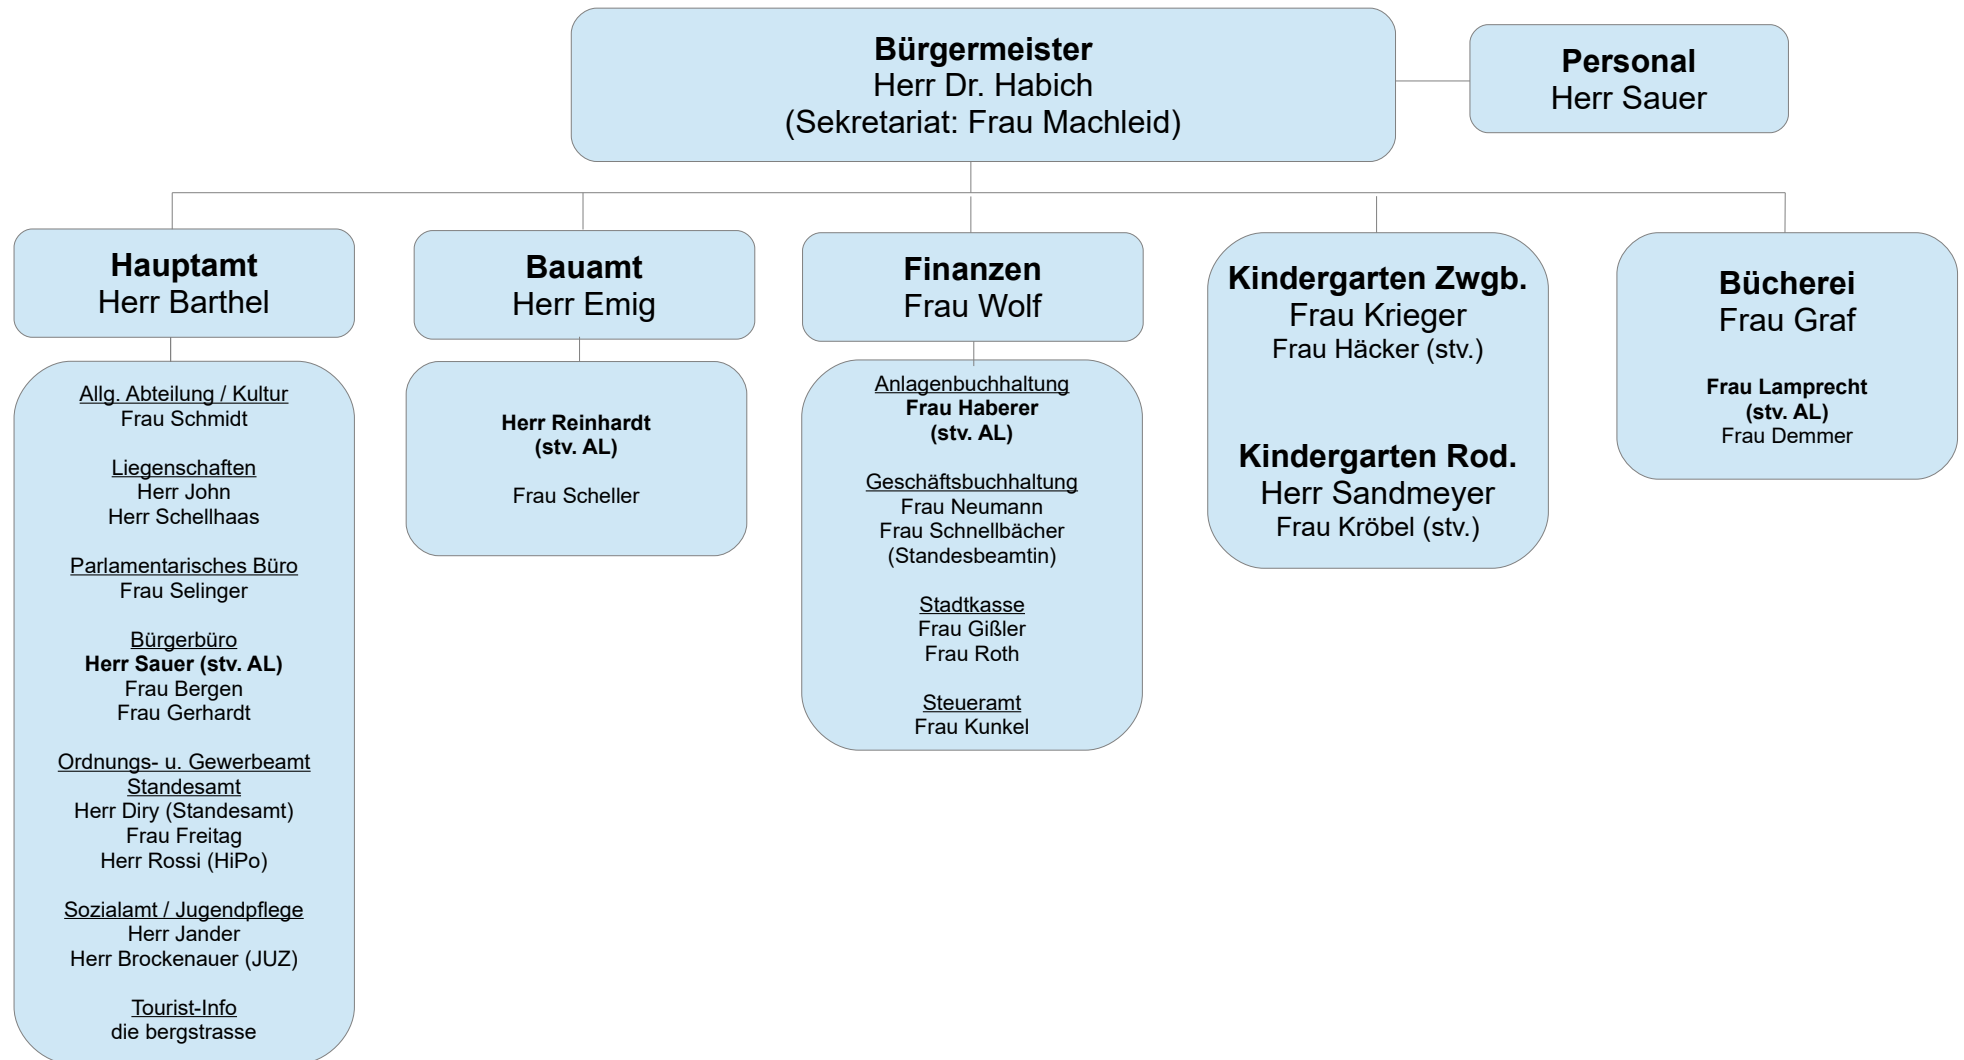 Bürgermeister
Herr Dr. Habich
(Sekretariat: Frau Machleid)
Personal
Herr Sauer
Hauptamt
Herr Barthel
Allg. Abteilung / Kultur
Frau Schmidt
Liegenschaften
Herr John
Herr Schellhaas
Parlamentarisches Büro
Frau Selinger
Bürgerbüro
Herr Sauer (stv. AL)
Frau Bergen
Frau Gerhardt
Ordnungs- u. Gewerbeamt
Standesamt
Herr Diry (Standesamt)
Frau Freitag
Herr Rossi (HiPo)
Sozialamt / Jugendpflege
Herr Jander
Herr Brockenauer (JUZ)
Tourist-Info
die bergstrasse
Bauamt
Herr Emig
Herr Reinhardt
(stv. AL)
Frau Scheller
Finanzen
Frau Wolf
Anlagenbuchhaltung
Frau Haberer
(stv. AL)
Geschäftsbuchhaltung
Frau Neumann
Frau Schnellbächer
(Standesbeamtin)
Stadtkasse
Frau Gißler
Frau Roth
Steueramt
Frau Kunkel
Kindergarten Zwgb.
Frau Krieger
Frau Häcker (stv.)
Kindergarten Rod.
Herr Sandmeyer
Frau Kröbel (stv.)
Bücherei
Frau Graf
Frau Lamprecht
(stv. AL)
Frau Demmer